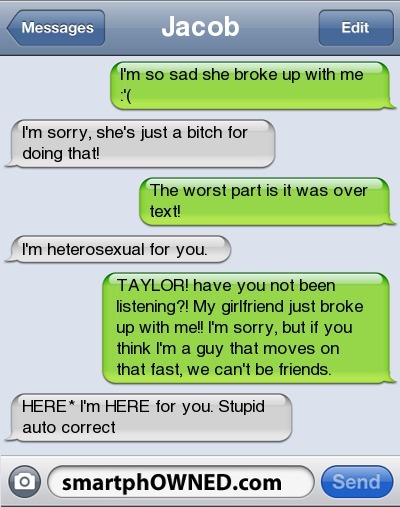 Messages
Jacob
Edit
I'm so sad she broke up with me
:'(
I'm sorry, she's just a bitch for
doing that!
The worst part is it was over
text!
I'm heterosexual for you.
TAYLOR! have you not been
listening?! My girlfriend just broke
up with me!! I'm sorry, but if you
think I'm a guy that moves on
that fast, we can't be friends.
HERE* I'm HERE for you. Stupid
auto correct
smartphOWNED.com
Send